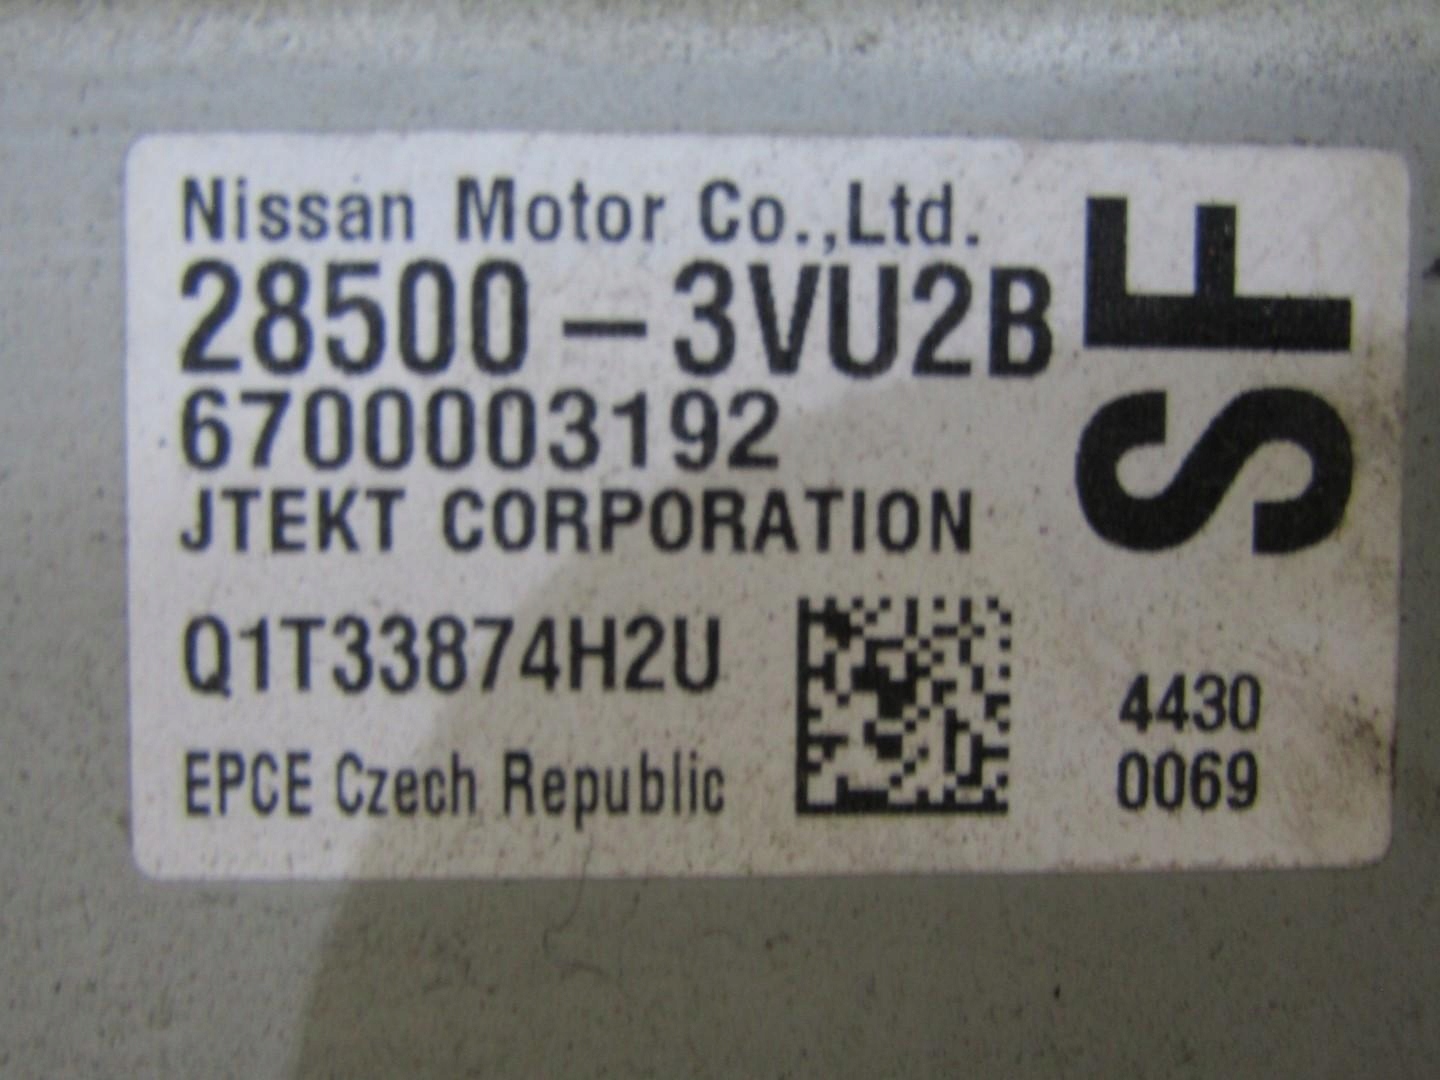 Nissan Motor Co.,Ltd.
28500-3VU2B
6700003192
JTEKT CORPORATION
Q1T33874H2U
EPCE Czech Republic
SF
4430
0069